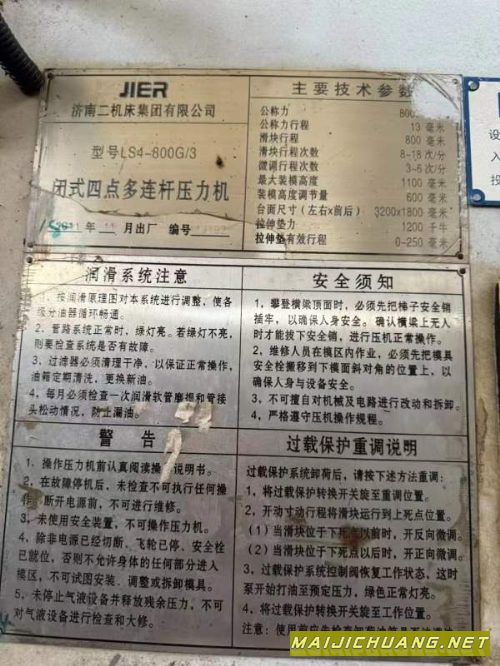 JIER
济南二机床集团有限公司
型号LS4-800G/3
闭式四点多连杆压力机
年 月出厂 编号
主要技术参数
公称力 800
公称力行程 13 毫米
滑块行程 800 毫米
滑块行程次数 8-18 次/分
微调行程次数 3-6 次/分
最大装模高度 1100 毫米
装模高度调节量 600 毫米
台面尺寸(左右x前后) 3200x1800 毫米
拉伸垫力 1200 千牛
拉伸垫有效行程 0-250 毫米
润滑系统注意
1、按润滑原理图对本系统进行调整,使各
级分油器循环畅通。
2、管路系统正常时,绿灯亮。若绿灯不亮,
则要检查系统是否有故障。
3、过滤器必须清理干净,以保证正常操作,
油箱定期清洗,更换新油。
4、每月必须检查一次润滑软管磨损和管接
头松动情况,防止漏油。
安全须知
1、攀登横梁顶面时,必须先把梯子安全销
插牢,以确保人身安全。确认横梁上无人
时才能拔下安全销,进行压机正常操作。
2、维修人员在模区内作业,必须先把模具
安全栓搬移到下模面斜对角的位置上,以
确保人身与设备安全。
3、不可擅自对机械及电路进行改动和拆卸。
4、严格遵守压机操作规程。
警告
1、操作压力机前认真阅读操作说明书。
2、在故障停机后,未检查不可执行任何操
作,断开电源前,不可进行维修。
3、未使用安全装置,不可操作压力机。
4、除非电源已经切断、飞轮已停、安全栓
已就位,否则不允许身体的任何部分进入
模区,不可试图安装、调整或拆卸模具。
5、未停止气液设备并释放残余压力,不可
对气液设备进行检查和大修。
过载保护重调说明
过载保护系统卸荷后,请按下述方法重调:
1、将过载保护转换开关旋至重调位置。
2、开动寸动行程将滑块运行到上死点位置。
(1)当滑块位于下死点以前时,开反向微调。
(2)当滑块位于下死点以后时,开正向微调。
3、过载保护系统控制阀恢复工作状态,这时
泵开始打油至预定压力,绿色正常灯亮。
4、将过载保护转换开关旋至工作位置。
设
入
投
MAIJICHUANG.NET